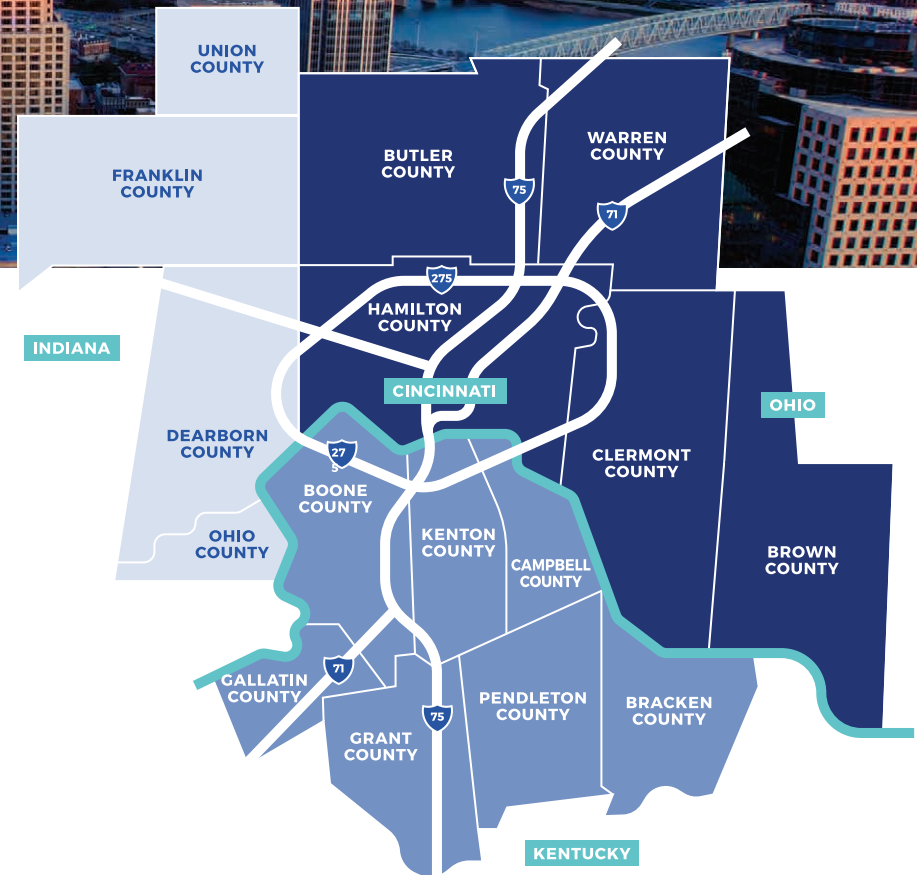 UNION
COUNTY
WARREN
COUNTY
BUTLER
COUNTY
FRANKLIN
COUNTY
75
71
275
HAMILTON
COUNTY
INDIANA
CINCINNATI
OHIO
DEARBORN
COUNTY
27
5
CLERMONT
COUNTY
BOONE
COUNTY
OHIO
COUNTY
KENTON
COUNTY
CAMPBELL
COUNTY
BROWN
COUNTY
71
GALLATIN
COUNTY
75
PENDLETON
COUNTY
BRACKEN
COUNTY
GRANT
COUNTY
KENTUCKY